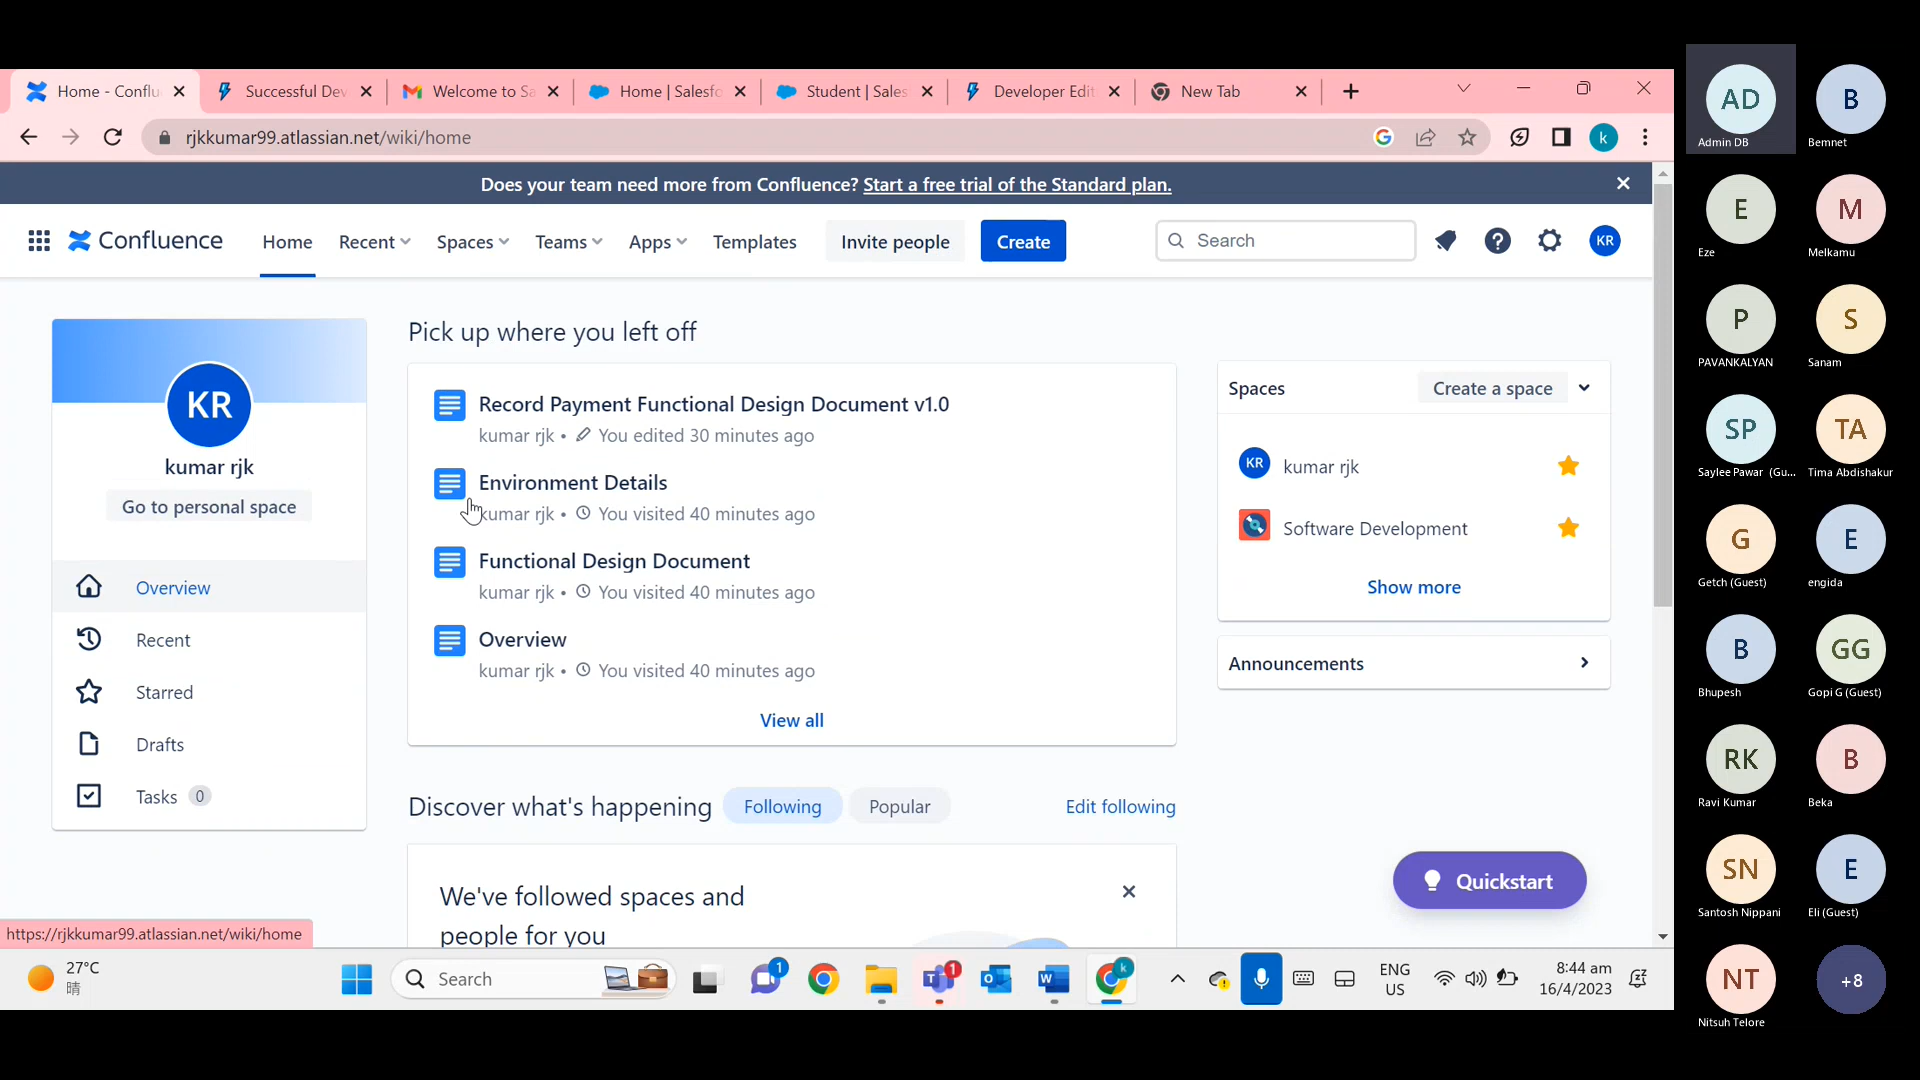 Home - Conflu
Successful Dev
Welcome to Sa
Home | Salesfo
Student | Sales
Developer Edit
New Tab
rjkkumar99.atlassian.net/wiki/home
k
Does your team need more from Confluence? Start a free trial of the Standard plan.
Confluence
Home
Recent
Spaces
Teams
Apps
Templates
Invite people
Create
Search
KR
KR
kumar rjk
Go to personal space
Overview
Recent
Starred
Drafts
Tasks 0
Pick up where you left off
Record Payment Functional Design Document v1.0
kumar rjk • You edited 30 minutes ago
Environment Details
kumar rjk • You visited 40 minutes ago
Functional Design Document
kumar rjk • You visited 40 minutes ago
Overview
kumar rjk • You visited 40 minutes ago
View all
Discover what's happening
Following
Popular
Edit following
We've followed spaces and
people for you
Spaces
Create a space
KR kumar rjk
Software Development
Show more
Announcements
Quickstart
https://rjkkumar99.atlassian.net/wiki/home
27°C
晴
Search
1
1
k
ENG
US
8:44 am
16/4/2023
AD
Admin DB
B
Bemnet
E
Eze
M
Melkamu
P
PAVANKALYAN
S
Sanam
SP
Saylee Pawar (Gu...
TA
Tima Abdishakur
G
Getch (Guest)
E
engida
B
Bhupesh
GG
Gopi G (Guest)
RK
Ravi Kumar
B
Beka
SN
Santosh Nippani
E
Eli (Guest)
NT
Nitsuh Telore
+8